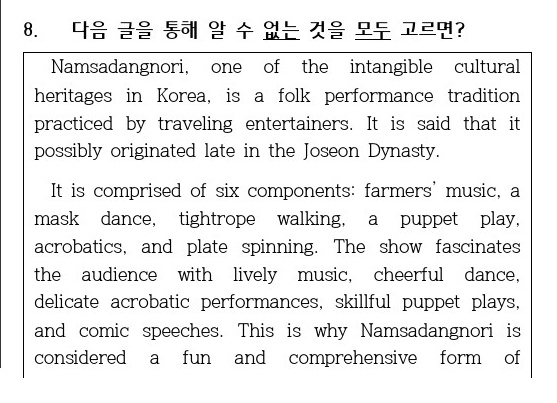 8. 다음 글을 통해 알 수 없는 것을 모두 고르면?
Namsadangnori, one of the intangible cultural
heritages in Korea, is a folk performance tradition
practiced by traveling entertainers. It is said that it
possibly originated late in the Joseon Dynasty.
It is comprised of six components: farmers' music, a
mask dance, tightrope walking, a puppet play,
acrobatics, and plate spinning. The show fascinates
the audience with lively music, cheerful dance,
delicate acrobatic performances, skillful puppet plays,
and comic speeches. This is why Namsadangnori is
considered a fun and comprehensive form of